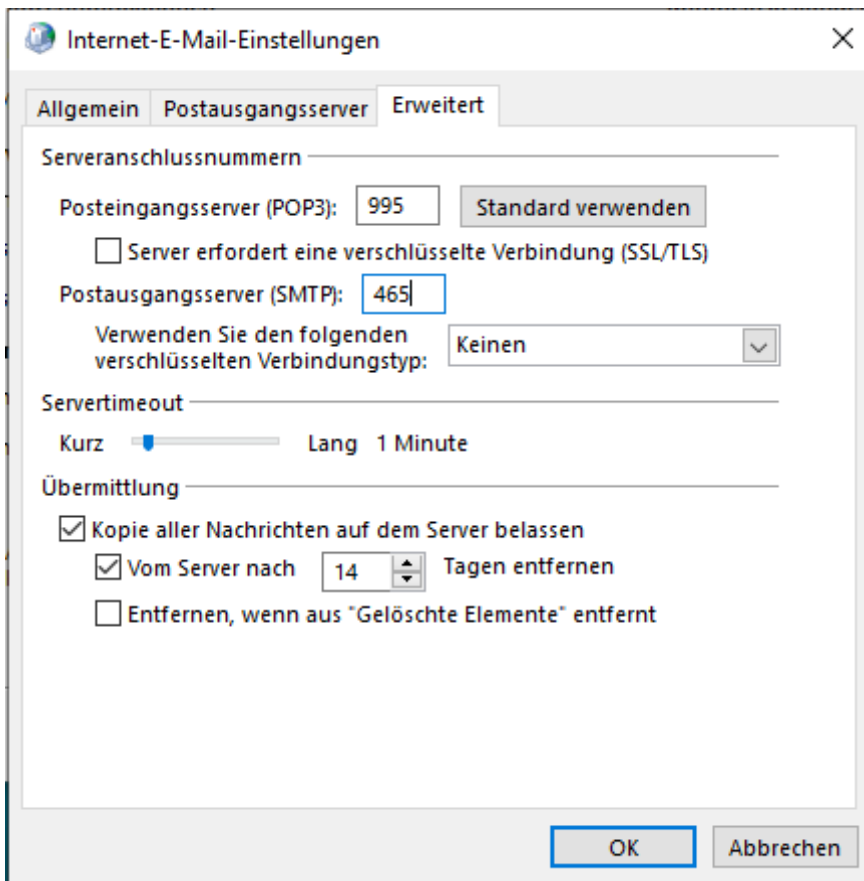 Internet-E-Mail-Einstellungen
Allgemein Postausgangsserver Erweitert
Serveranschlussnummern
Posteingangsserver (POP3): 995 Standard verwenden
Server erfordert eine verschlüsselte Verbindung (SSL/TLS)
Postausgangsserver (SMTP): 465
Verwenden Sie den folgenden
verschlüsselten Verbindungstyp: Keinen
Servertimeout
Kurz Lang 1 Minute
Übermittlung
Kopie aller Nachrichten auf dem Server belassen
Vom Server nach 14 Tagen entfernen
Entfernen, wenn aus "Gelöschte Elemente" entfernt
OK Abbrechen